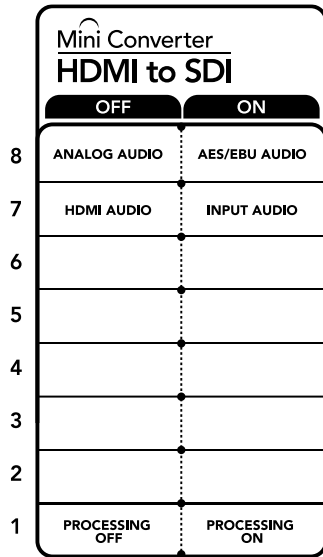 Mini Converter
HDMI to SDI
OFF ON
8 ANALOG AUDIO AES/EBU AUDIO
7 HDMI AUDIO INPUT AUDIO
6
5
4
3
2
1 PROCESSING OFF PROCESSING ON